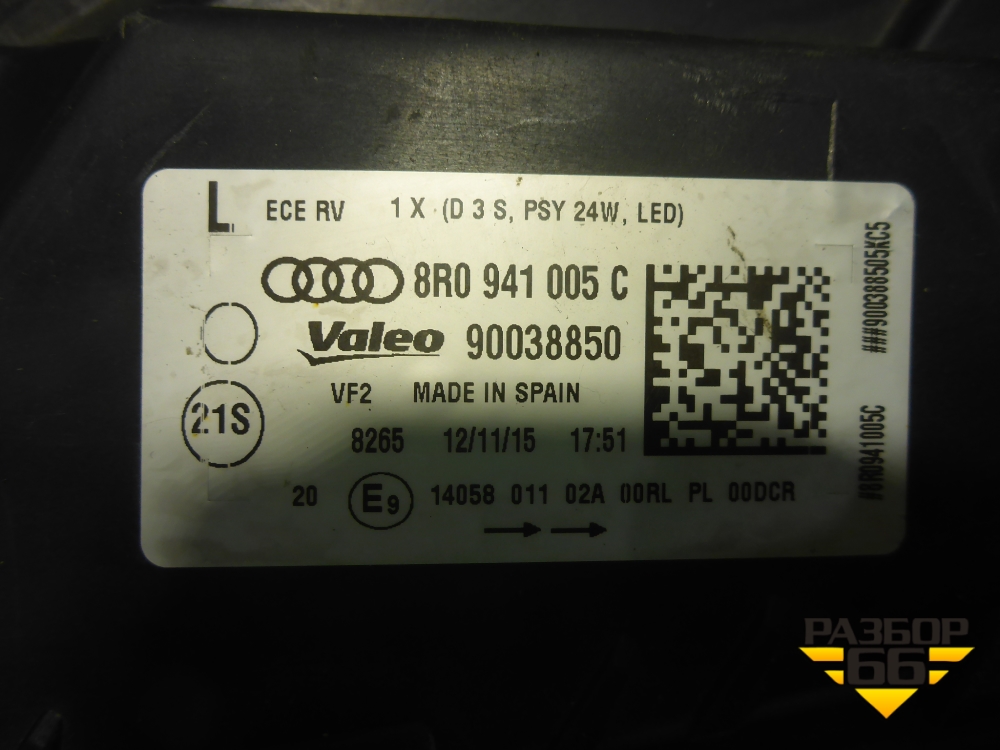 L ECE RV 1 X (D 3 S, PSY 24W, LED)
8R0 941 005 C
Valeo 90038850
VF2 MADE IN SPAIN
21S
8265 12/11/15 17:51
20 E9 14058 011 02A 00RL PL 00DCR
###900388505KC5
#8R0941005C
РАЗБОР
66